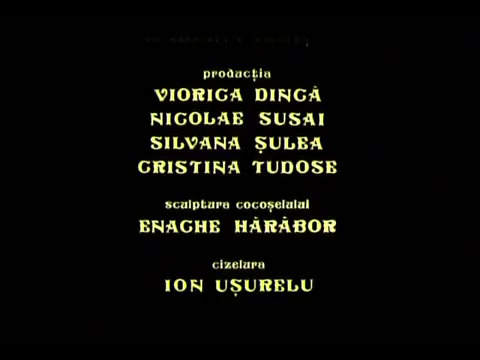 producția
VIORICA DINCĂ
NICOLAE SUSAI
SILVANA ȘULEA
CRISTINA TUDOSE
sculptura cocoșelului
ENACHE HĂRĂBOR
cizelura
ION UȘURELU